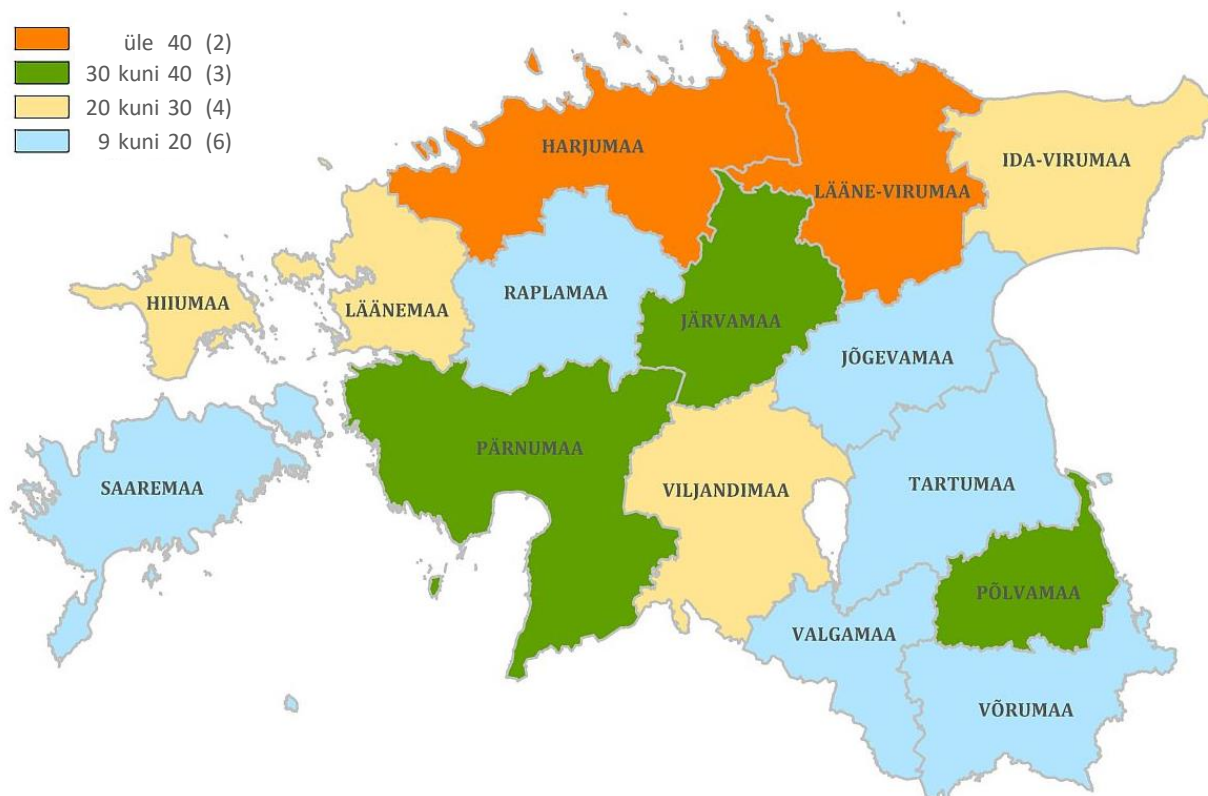 üle 40 (2)
30 kuni 40 (3)
20 kuni 30 (4)
9 kuni 20 (6)
HARJUMAA
IDA-VIRUMAA
LÄÄNE-VIRUMAA
HIIUMAA
LÄÄNEMAA
RAPLAMAA
JÄRVAMAA
JÕGEVAMAA
PÄRNUMAA
SAAREMAA
VILJANDIMAA
TARTUMAA
PÕLVAMAA
VALGAMAA
VÕRUMAA